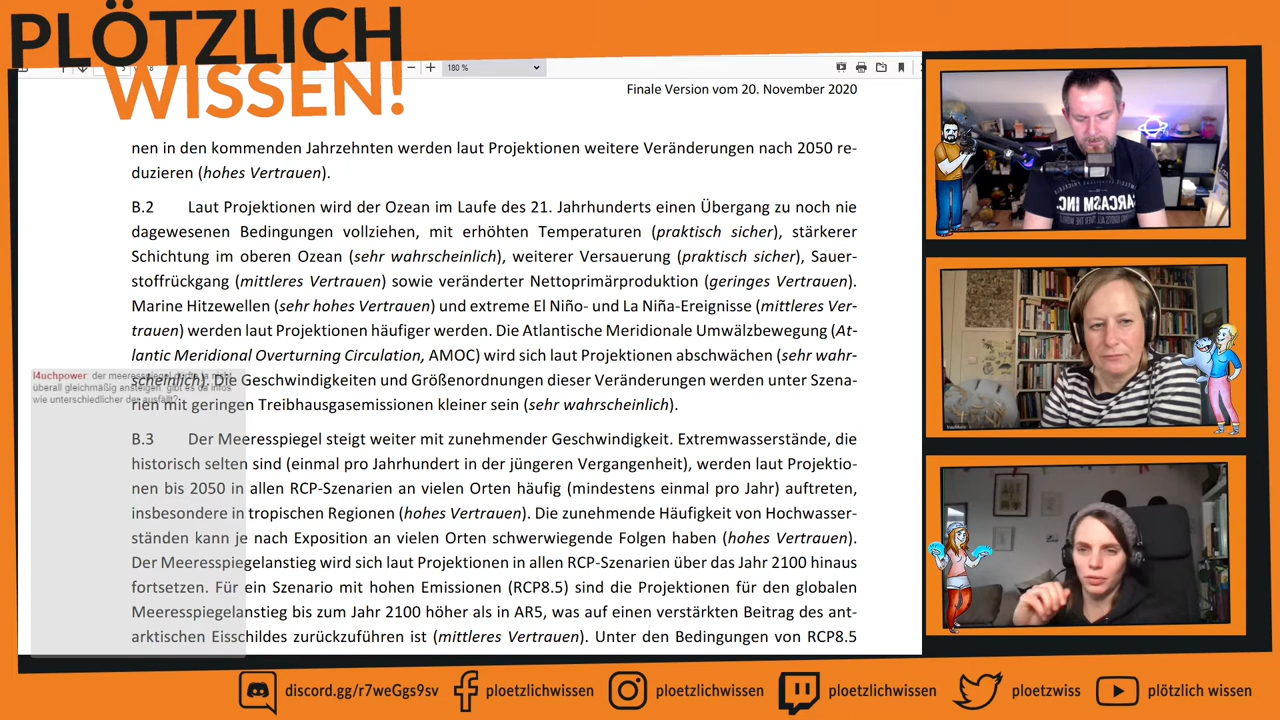 PLÖTZLICH
WISSEN!
180 %
Finale Version vom 20. November 2020
nen in den kommenden Jahrzehnten werden laut Projektionen weitere Veränderungen nach 2050 re-
duzieren (hohes Vertrauen).
B.2 Laut Projektionen wird der Ozean im Laufe des 21. Jahrhunderts einen Übergang zu noch nie
dagewesenen Bedingungen vollziehen, mit erhöhten Temperaturen (praktisch sicher), stärkerer
Schichtung im oberen Ozean (sehr wahrscheinlich), weiterer Versauerung (praktisch sicher), Sauer-
stoffrückgang (mittleres Vertrauen) sowie veränderter Nettoprimärproduktion (geringes Vertrauen).
Marine Hitzewellen (sehr hohes Vertrauen) und extreme El Niño- und La Niña-Ereignisse (mittleres Ver-
trauen) werden laut Projektionen häufiger werden. Die Atlantische Meridionale Umwälzbewegung (At-
lantic Meridional Overturning Circulation, AMOC) wird sich laut Projektionen abschwächen (sehr wahr-
scheinlich). Die Geschwindigkeiten und Größenordnungen dieser Veränderungen werden unter Szena-
rien mit geringen Treibhausgasemissionen kleiner sein (sehr wahrscheinlich).
B.3 Der Meeresspiegel steigt weiter mit zunehmender Geschwindigkeit. Extremwasserstände, die
historisch selten sind (einmal pro Jahrhundert in der jüngeren Vergangenheit), werden laut Projektio-
nen bis 2050 in allen RCP-Szenarien an vielen Orten häufig (mindestens einmal pro Jahr) auftreten,
insbesondere in tropischen Regionen (hohes Vertrauen). Die zunehmende Häufigkeit von Hochwasser-
ständen kann je nach Exposition an vielen Orten schwerwiegende Folgen haben (hohes Vertrauen).
Der Meeresspiegelanstieg wird sich laut Projektionen in allen RCP-Szenarien über das Jahr 2100 hinaus
fortsetzen. Für ein Szenario mit hohen Emissionen (RCP8.5) sind die Projektionen für den globalen
Meeresspiegelanstieg bis zum Jahr 2100 höher als in AR5, was auf einen verstärkten Beitrag des ant-
arktischen Eisschildes zurückzuführen ist (mittleres Vertrauen). Unter den Bedingungen von RCP8.5
der meeresspiegel dürfte ja nicht
überall gleichmäßig ansteigen. gibt es da infos
wie unterschiedlicher der ausfällt?
discord.gg/r7weGgs9sv
ploetzlichwissen
ploetzlichwissen
ploetzlichwissen
ploetzwiss
plötzlich wissen